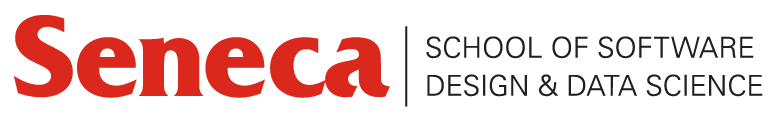 Seneca
SCHOOL OF SOFTWARE
DESIGN & DATA SCIENCE